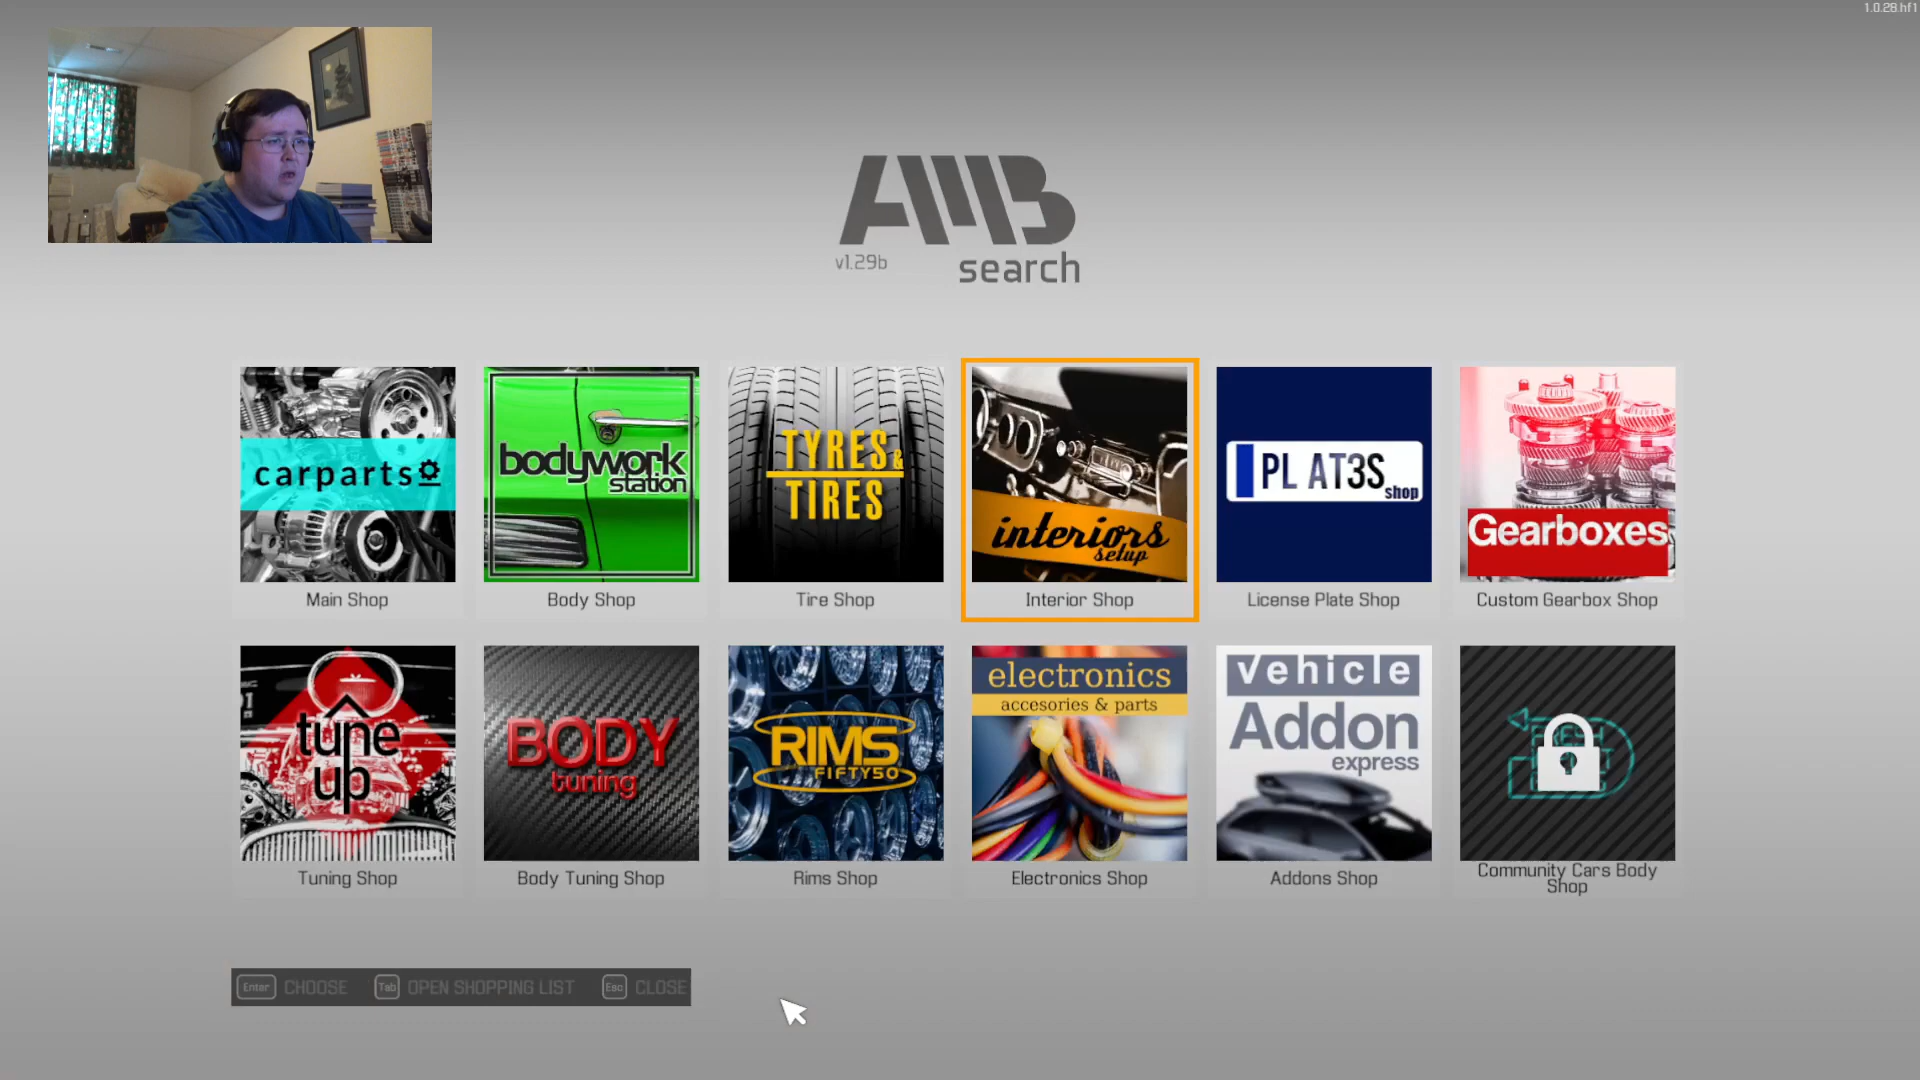 1.0.28.hf1
AMB
v1.29b
search
carparts
Main Shop
bodywork
station
Body Shop
TYRES &
TIRES
Tire Shop
interiors
setup
Interior Shop
PL AT3S
shop
License Plate Shop
Gearboxes
Custom Gearbox Shop
tune
up
Tuning Shop
BODY
tuning
Body Tuning Shop
RIMS
FIFTY50
Rims Shop
electronics
accesories & parts
Electronics Shop
vehicle
Addon
express
Addons Shop
Community Cars Body
Shop
Enter CHOOSE Tab OPEN SHOPPING LIST Esc CLOSE